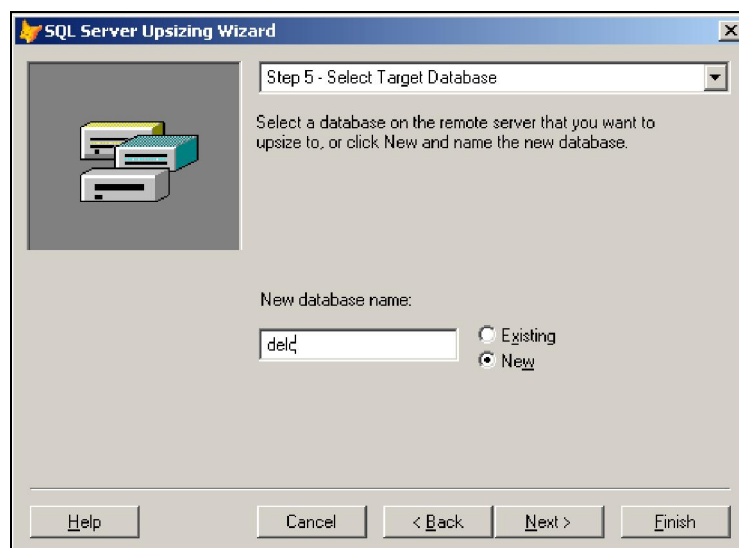 SQL Server Upsizing Wizard
Step 5 - Select Target Database
Select a database on the remote server that you want to
upsize to, or click New and name the new database.
New database name:
delc
Existing
New
Help
Cancel
< Back
Next >
Finish